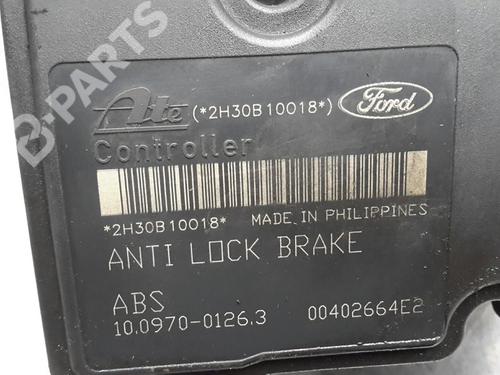 B-PARTS
Ate (*2H30B10018*) Ford
Controller
*2H30B10018* MADE IN PHILIPPINES
ANTI LOCK BRAKE
ABS
10.0970-0126.3 00402664E2